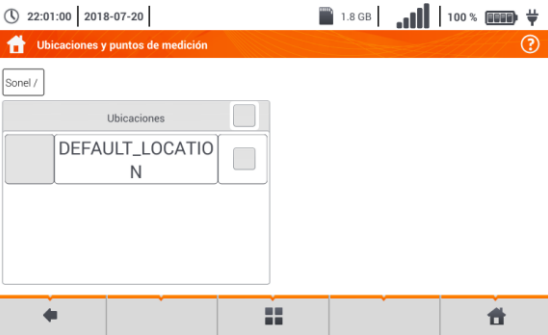 22:01:00 2018-07-20 1.8 GB 100 %
Ubicaciones y puntos de medición ?
Sonel /
Ubicaciones
DEFAULT_LOCATIO
N